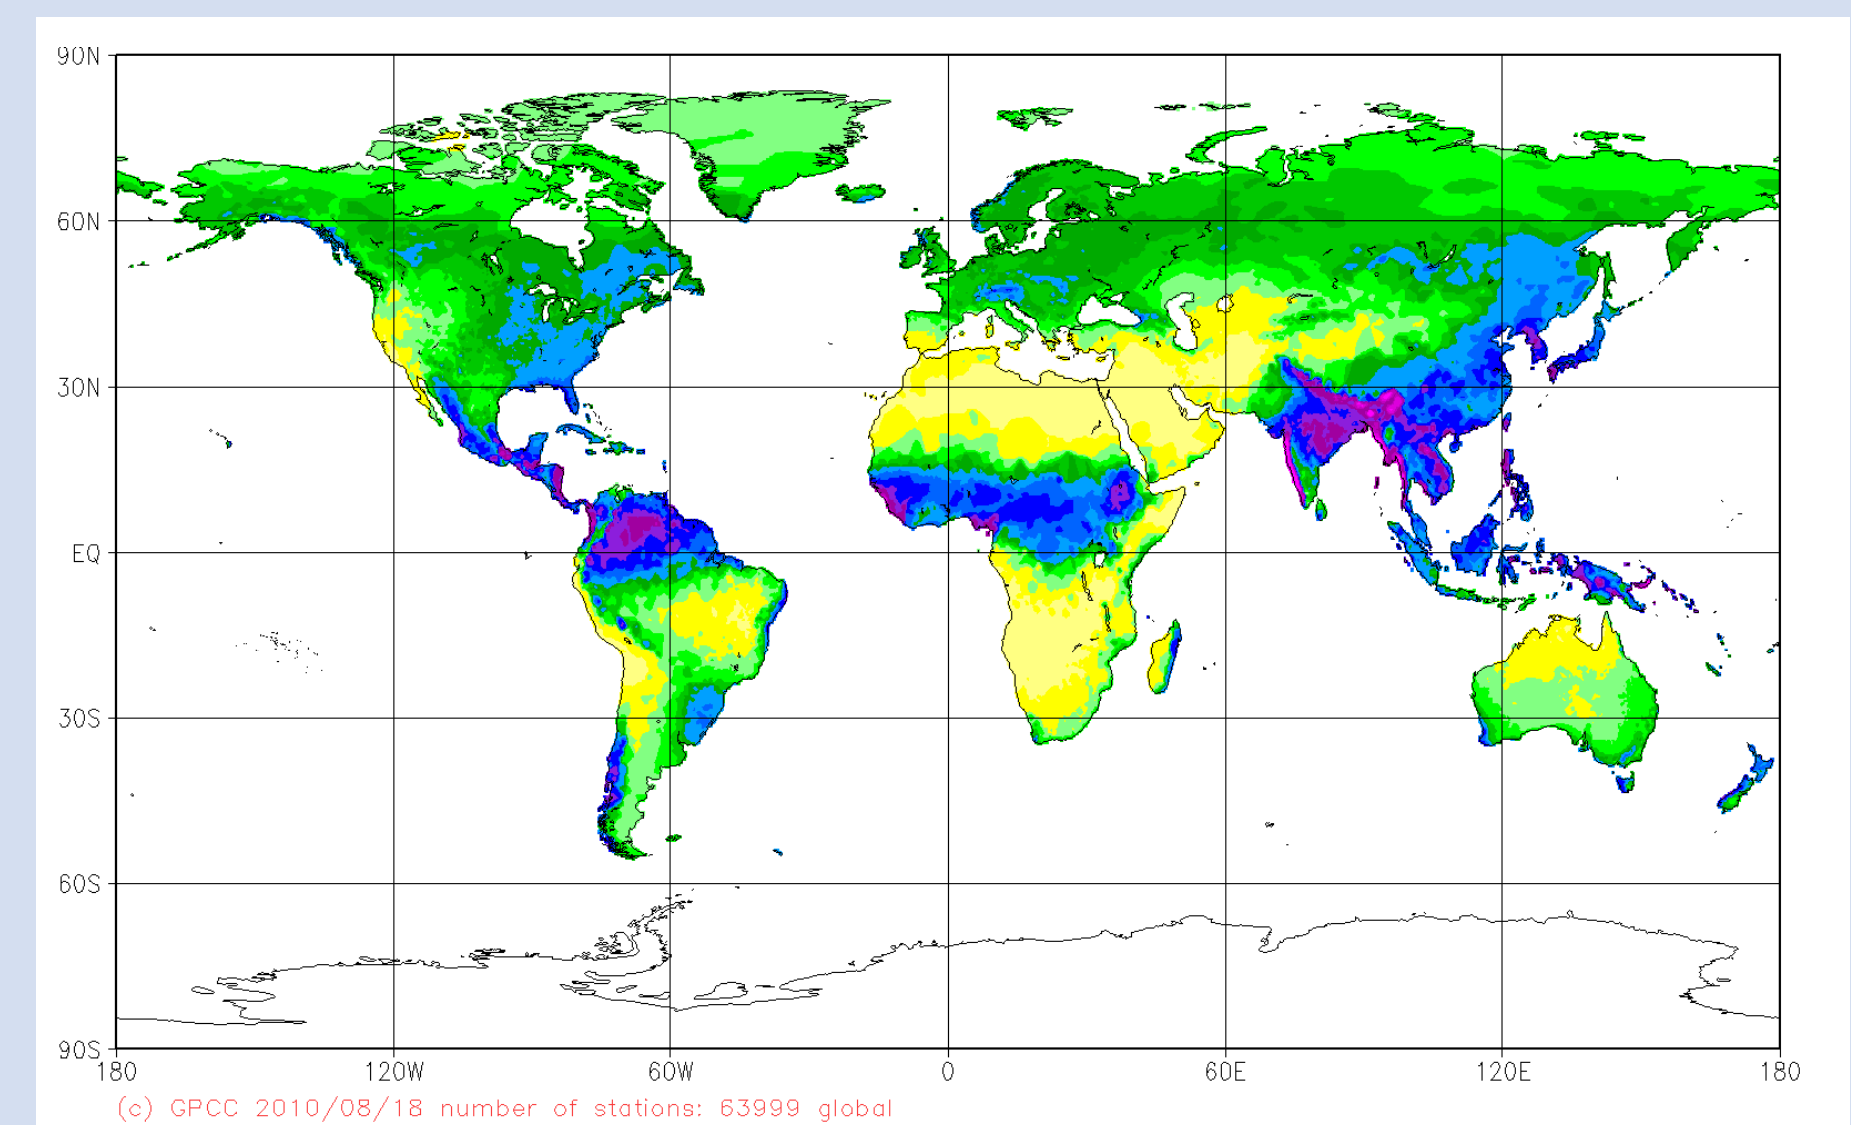 90N
60N
30N
EQ
30S
60S
90S
180 120W 60W 0 60E 120E 180
(c) GPCC 2010/08/18 number of stations: 63999 global